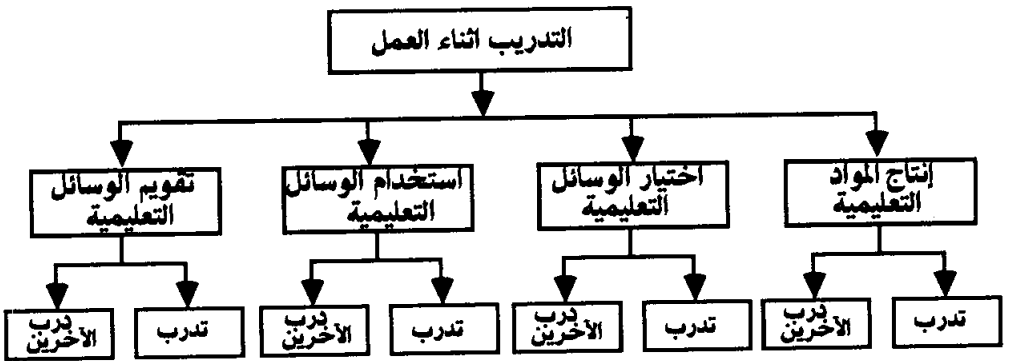 التدريب اثناء العمل
إنتاج المواد
التعليمية
اختيار الوسائل
التعليمية
استخدام الوسائل
التعليمية
تقويم الوسائل
التعليمية
تدرب
درب
الآخرين
تدرب
درب
الآخرين
تدرب
درب
الآخرين
تدرب
درب
الآخرين